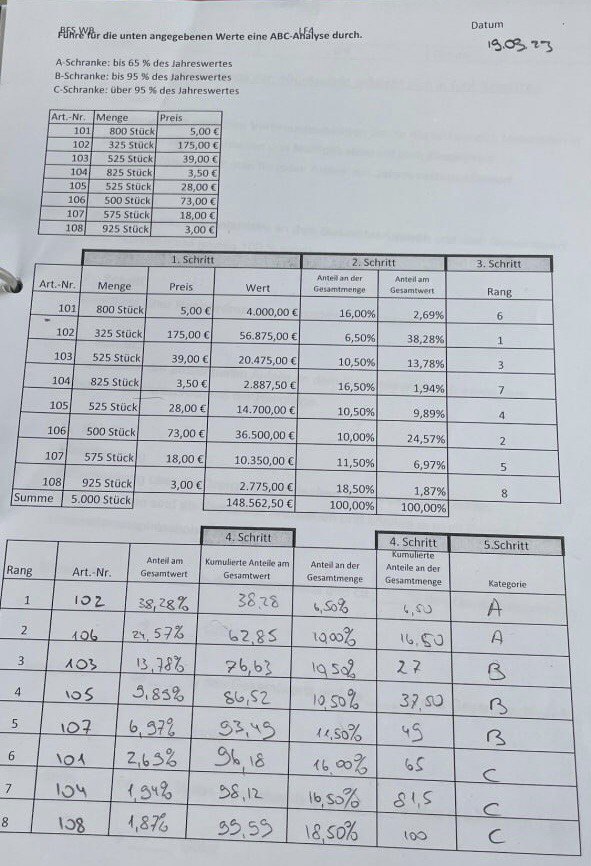 BFS WB LF4
Führe für die unten angegebenen Werte eine ABC-Analyse durch.
Datum
19.03.23
A-Schranke: bis 65 % des Jahreswertes
B-Schranke: bis 95 % des Jahreswertes
C-Schranke: über 95 % des Jahreswertes
Art.-Nr. Menge Preis
101 800 Stück 5,00 €
102 325 Stück 175,00 €
103 525 Stück 39,00 €
104 825 Stück 3,50 €
105 525 Stück 28,00 €
106 500 Stück 73,00 €
107 575 Stück 18,00 €
108 925 Stück 3,00 €
1. Schritt 2. Schritt 3. Schritt
Art.-Nr. Menge Preis Wert Anteil an der Gesamtmenge Anteil am Gesamtwert Rang
101 800 Stück 5,00 € 4.000,00 € 16,00% 2,69% 6
102 325 Stück 175,00 € 56.875,00 € 6,50% 38,28% 1
103 525 Stück 39,00 € 20.475,00 € 10,50% 13,78% 3
104 825 Stück 3,50 € 2.887,50 € 16,50% 1,94% 7
105 525 Stück 28,00 € 14.700,00 € 10,50% 9,89% 4
106 500 Stück 73,00 € 36.500,00 € 10,00% 24,57% 2
107 575 Stück 18,00 € 10.350,00 € 11,50% 6,97% 5
108 925 Stück 3,00 € 2.775,00 € 18,50% 1,87% 8
Summe 5.000 Stück 148.562,50 € 100,00% 100,00%
4. Schritt 4. Schritt 5.Schritt
Rang Art.-Nr. Anteil am Gesamtwert Kumulierte Anteile am Gesamtwert Anteil an der Gesamtmenge Kumulierte Anteile an der Gesamtmenge Kategorie
1 102 38,28% 38,28 6,50% 6,50 A
2 106 24,57% 62,85 10,00% 16.50 A
3 103 13,78% 76,63 10,50% 27 B
4 105 9,89% 86,52 10,50% 37,50 B
5 107 6,97% 93,49 11,50% 49 B
6 101 2,69% 96,18 16,00% 65 C
7 104 1,94% 98,12 16,50% 81,5 C
8 108 1,87% 99,99 18,50% 100 C